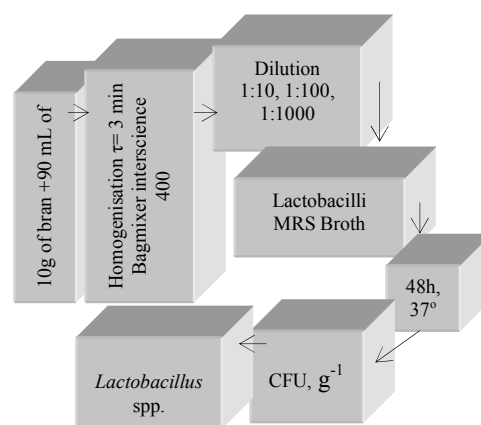 10g of bran +90 mL of
Homogenisation τ= 3 min
Bagmixer interscience
400
Dilution
1:10, 1:100,
1:1000
Lactobacilli
MRS Broth
48h,
37º
CFU, g⁻¹
Lactobacillus
spp.